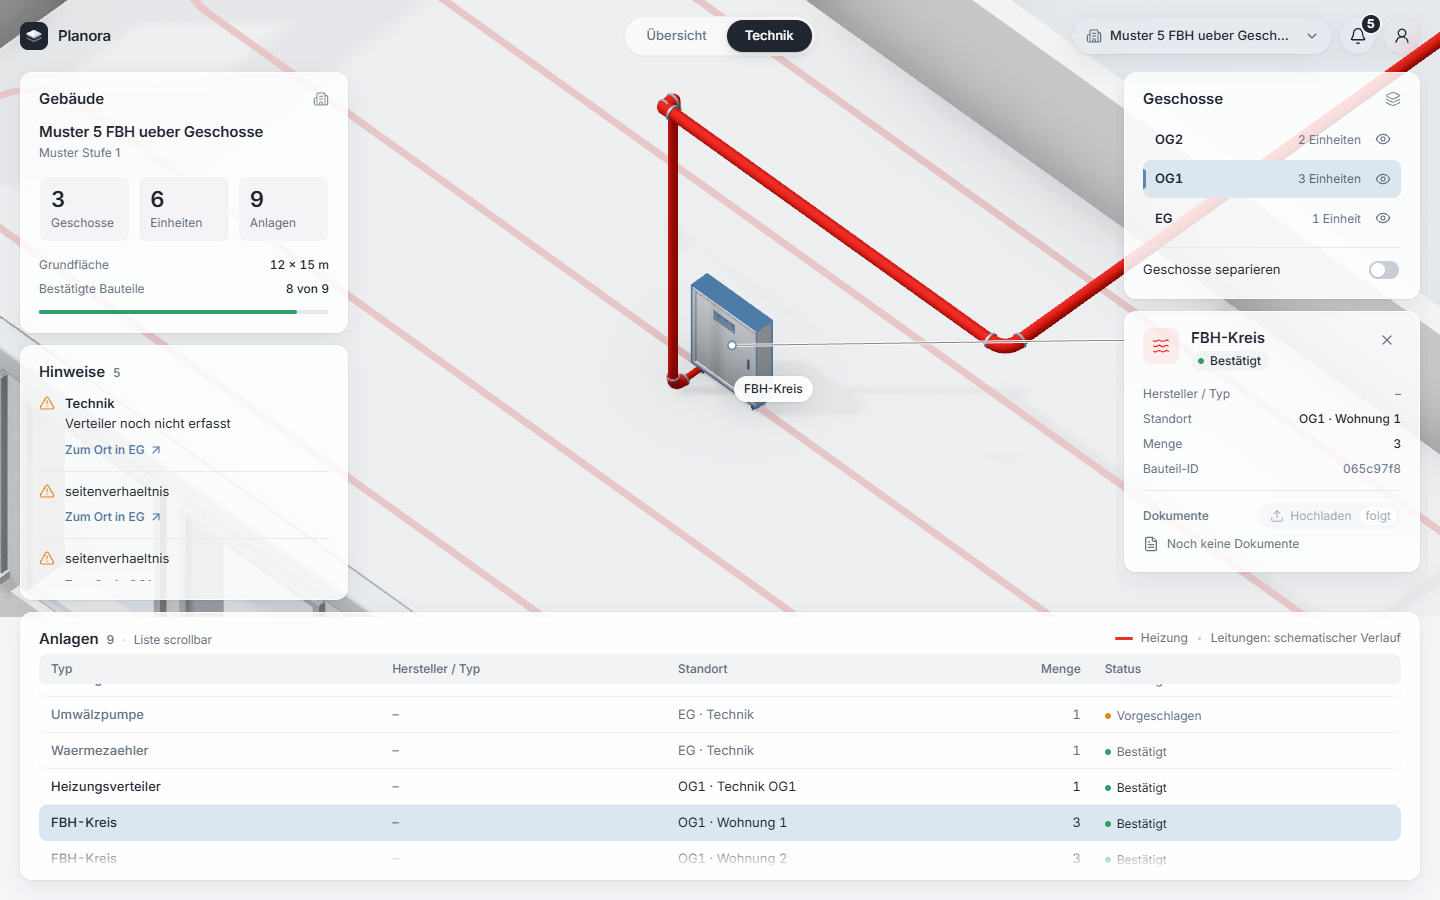 Planora
Übersicht
Technik
Muster 5 FBH ueber Gesch...
5
Gebäude
Muster 5 FBH ueber Geschosse
Muster Stufe 1
3
Geschosse
6
Einheiten
9
Anlagen
Grundfläche
12 × 15 m
Bestätigte Bauteile
8 von 9
Hinweise 5
Technik
Verteiler noch nicht erfasst
Zum Ort in EG
seitenverhaeltnis
Zum Ort in EG
seitenverhaeltnis
FBH-Kreis
Geschosse
OG2 2 Einheiten
OG1 3 Einheiten
EG 1 Einheit
Geschosse separieren
FBH-Kreis
Bestätigt
Hersteller / Typ –
Standort OG1 · Wohnung 1
Menge 3
Bauteil-ID 065c97f8
Dokumente Hochladen folgt
Noch keine Dokumente
Anlagen 9 · Liste scrollbar
Heizung · Leitungen: schematischer Verlauf
Typ Hersteller / Typ Standort Menge Status
Umwälzpumpe – EG · Technik 1 Vorgeschlagen
Waermezaehler – EG · Technik 1 Bestätigt
Heizungsverteiler – OG1 · Technik OG1 1 Bestätigt
FBH-Kreis – OG1 · Wohnung 1 3 Bestätigt
FBH-Kreis – OG1 · Wohnung 2 3 Bestätigt